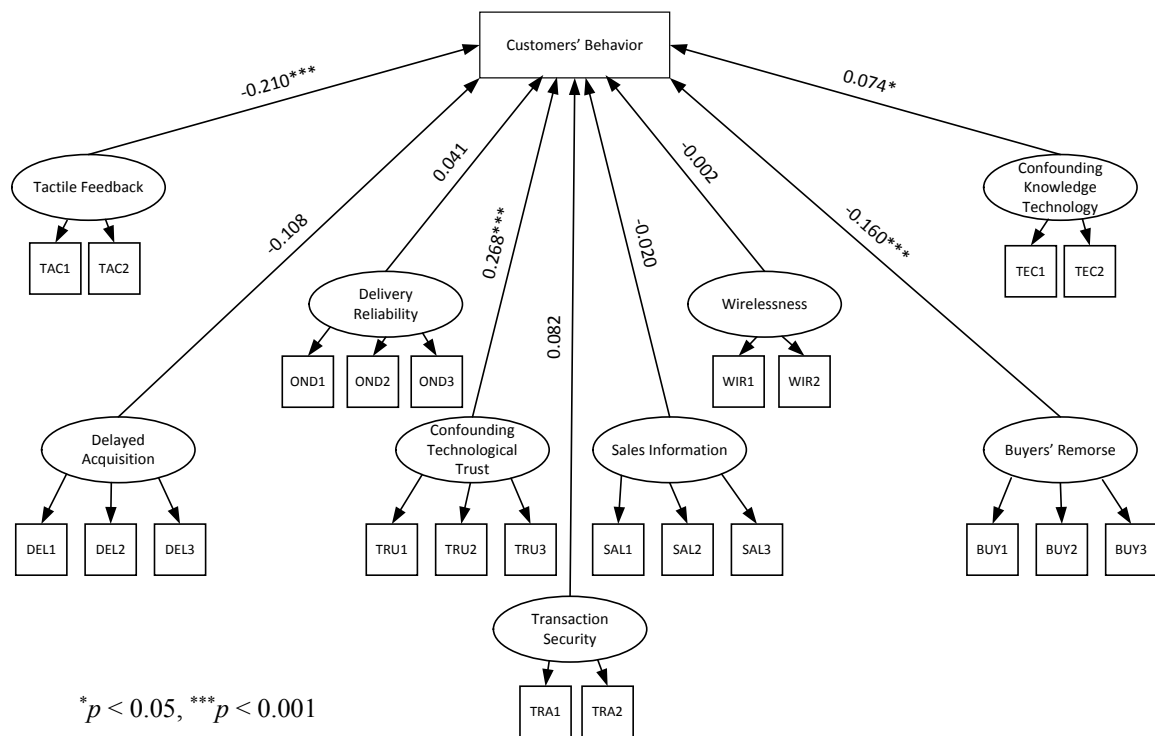 Customers’ Behavior
-0.210***
0.074*
0.041
-0.002
Tactile Feedback
Confounding
Knowledge
Technology
-0.108
0.268***
-0.020
-0.160***
TAC1
TAC2
TEC1
TEC2
Delivery
Reliability
Wirelessness
0.082
OND1
OND2
OND3
WIR1
WIR2
Delayed
Acquisition
Confounding
Technological
Trust
Sales Information
Buyers’ Remorse
DEL1
DEL2
DEL3
TRU1
TRU2
TRU3
SAL1
SAL2
SAL3
BUY1
BUY2
BUY3
Transaction
Security
TRA1
TRA2
*p < 0.05, ***p < 0.001